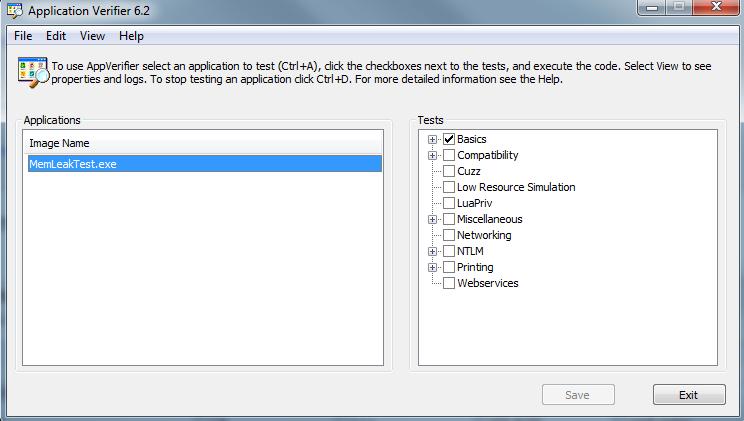 Application Verifier 6.2
File Edit View Help
To use AppVerifier select an application to test (Ctrl+A), click the checkboxes next to the tests, and execute the code. Select View to see
properties and logs. To stop testing an application click Ctrl+D. For more detailed information see the Help.
Applications
Image Name
MemLeakTest.exe
Tests
Basics
Compatibility
Cuzz
Low Resource Simulation
LuaPriv
Miscellaneous
Networking
NTLM
Printing
Webservices
Save
Exit